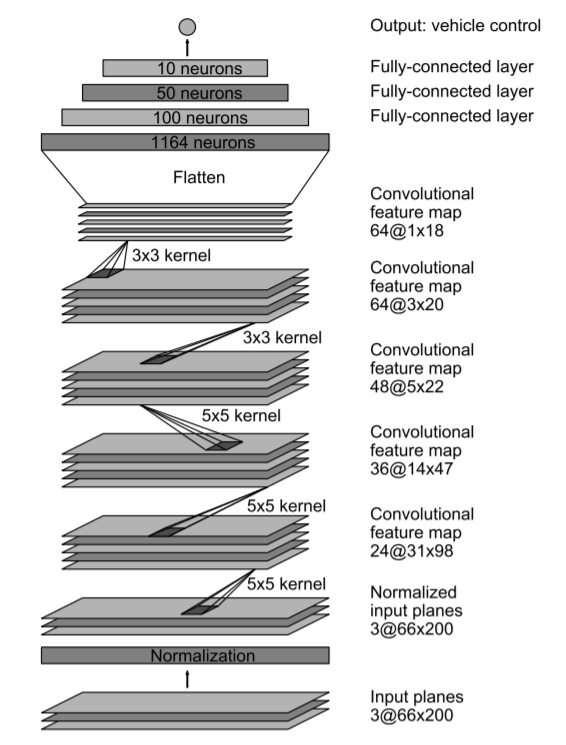 Output: vehicle control
10 neurons
Fully-connected layer
50 neurons
Fully-connected layer
100 neurons
Fully-connected layer
1164 neurons
Flatten
Convolutional
feature map
64@1x18
3x3 kernel
Convolutional
feature map
64@3x20
3x3 kernel
Convolutional
feature map
48@5x22
5x5 kernel
Convolutional
feature map
36@14x47
5x5 kernel
Convolutional
feature map
24@31x98
5x5 kernel
Normalized
input planes
3@66x200
Normalization
Input planes
3@66x200